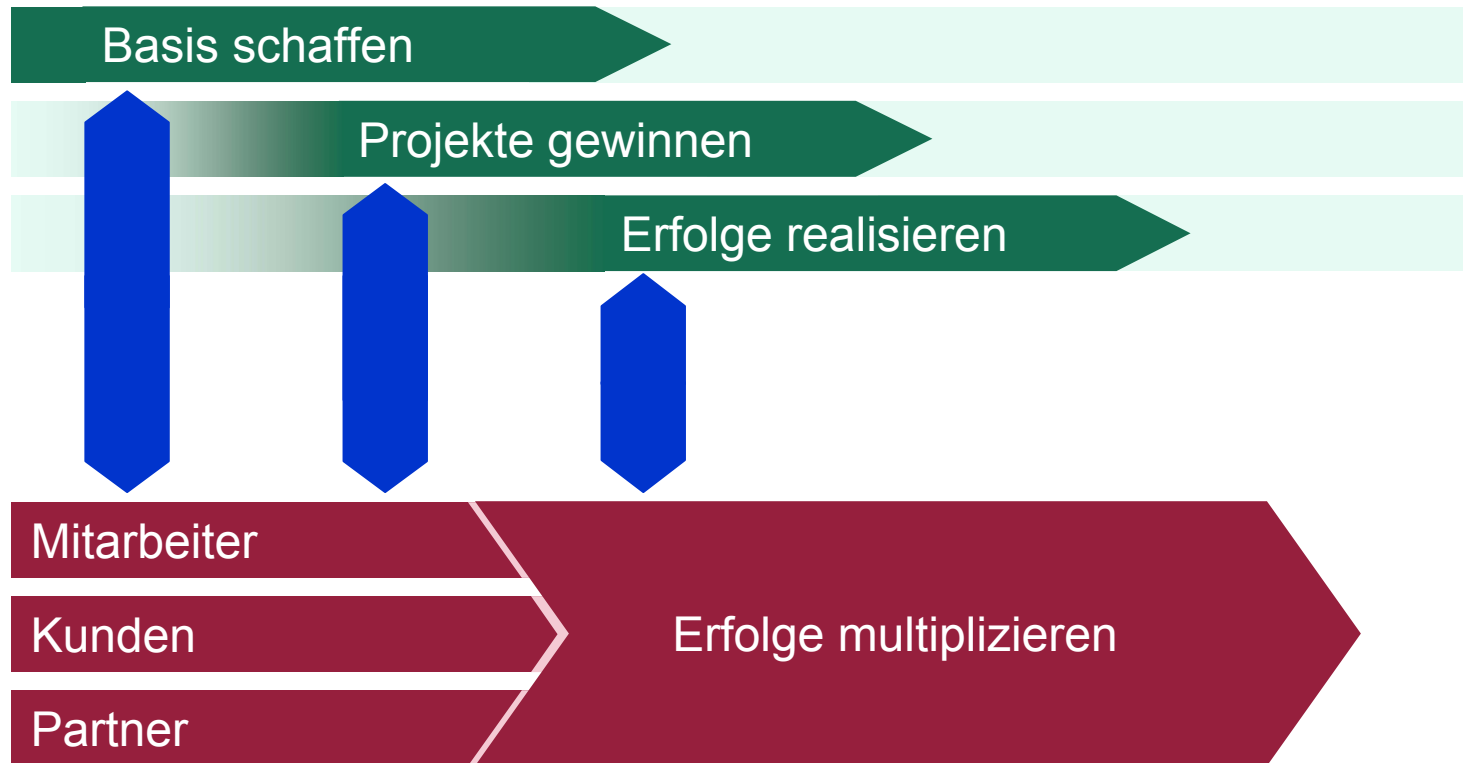 Basis schaffen
Projekte gewinnen
Erfolge realisieren
Mitarbeiter
Kunden
Erfolge multiplizieren
Partner